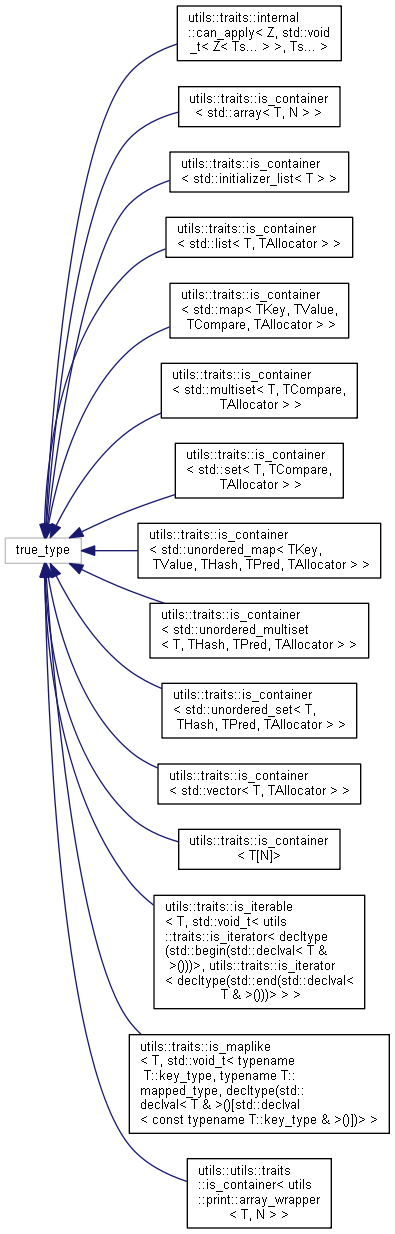 utils::traits::internal
::can_apply< Z, std::void
_t< Z< Ts... > >, Ts... >
utils::traits::is_container
< std::array< T, N > >
utils::traits::is_container
< std::initializer_list< T > >
utils::traits::is_container
< std::list< T, TAllocator > >
utils::traits::is_container
< std::map< TKey, TValue,
TCompare, TAllocator > >
utils::traits::is_container
< std::multiset< T, TCompare,
TAllocator > >
utils::traits::is_container
< std::set< T, TCompare,
TAllocator > >
true_type
utils::traits::is_container
< std::unordered_map< TKey,
TValue, THash, TPred, TAllocator > >
utils::traits::is_container
< std::unordered_multiset
< T, THash, TPred, TAllocator > >
utils::traits::is_container
< std::unordered_set< T,
THash, TPred, TAllocator > >
utils::traits::is_container
< std::vector< T, TAllocator > >
utils::traits::is_container
< T[N]>
utils::traits::is_iterable
< T, std::void_t< utils
::traits::is_iterator< decltype
(std::begin(std::declval< T &
>()))>, utils::traits::is_iterator
< decltype(std::end(std::declval<
T & >()))> > >
utils::traits::is_maplike
< T, std::void_t< typename
T::key_type, typename T::
mapped_type, decltype(std::
declval< T & >()[std::declval
< const typename T::key_type & >()])> >
utils::utils::traits
::is_container< utils
::print::array_wrapper
< T, N > >